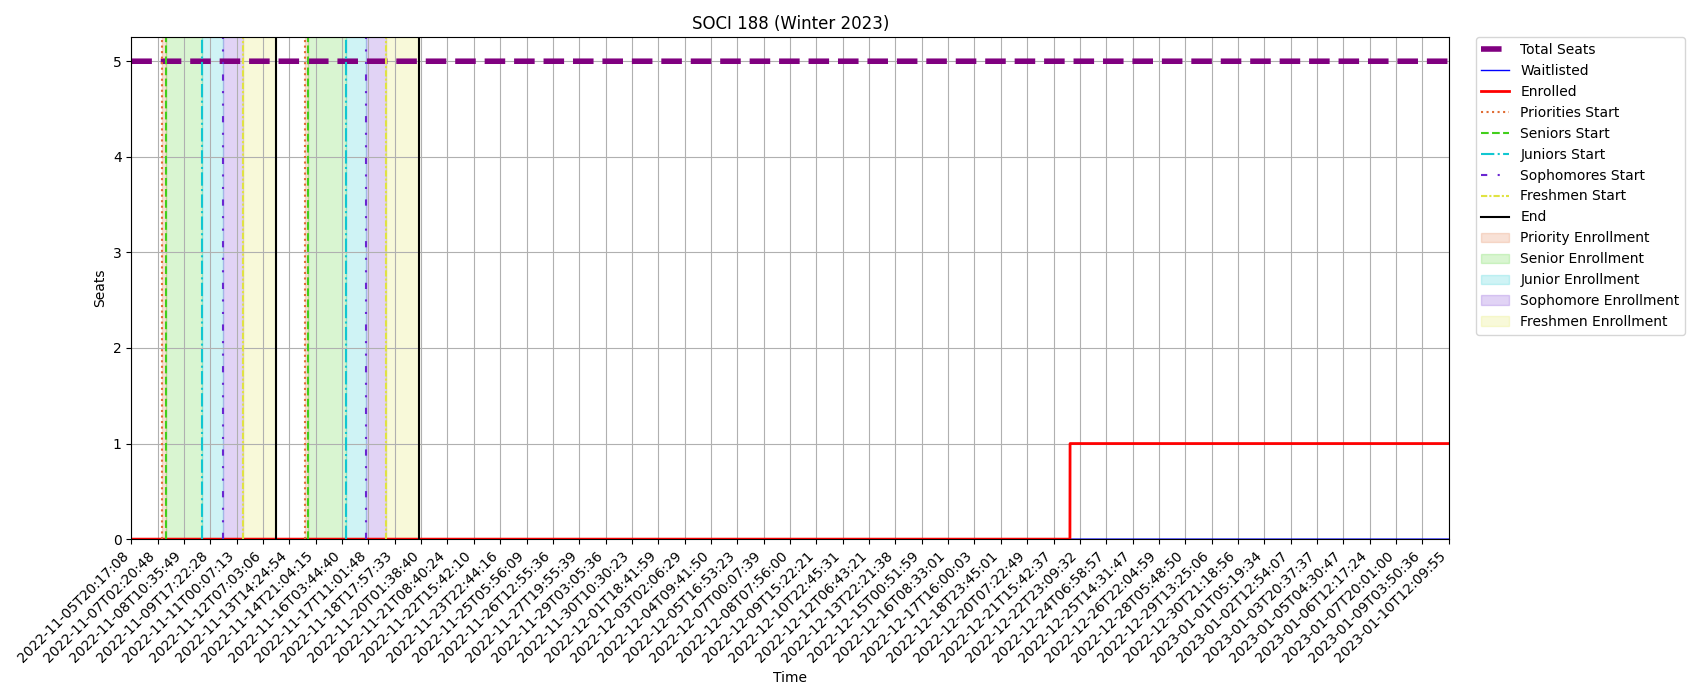 SOCI 188 (Winter 2023)
Seats
5
4
3
2
1
0
2022-11-05T20:17:08
2022-11-07T02:20:48
2022-11-08T10:35:49
2022-11-09T17:22:28
2022-11-11T00:07:13
2022-11-12T07:03:06
2022-11-13T14:24:54
2022-11-14T21:04:15
2022-11-16T03:44:40
2022-11-17T11:01:48
2022-11-18T17:57:33
2022-11-20T01:38:40
2022-11-21T08:40:24
2022-11-22T15:42:10
2022-11-23T22:44:16
2022-11-25T05:56:09
2022-11-26T12:55:36
2022-11-27T19:55:39
2022-11-29T03:05:36
2022-11-30T10:30:23
2022-12-01T18:41:59
2022-12-03T02:06:29
2022-12-04T09:41:50
2022-12-05T16:53:23
2022-12-07T00:07:39
2022-12-08T07:56:00
2022-12-09T15:22:21
2022-12-10T22:45:31
2022-12-12T06:43:21
2022-12-13T22:21:38
2022-12-15T00:51:59
2022-12-16T08:33:01
2022-12-17T16:00:03
2022-12-18T23:45:01
2022-12-20T07:22:49
2022-12-21T15:42:37
2022-12-22T23:09:32
2022-12-24T06:58:57
2022-12-25T14:31:47
2022-12-26T22:04:59
2022-12-28T05:48:50
2022-12-29T13:25:06
2022-12-30T21:18:56
2023-01-01T05:19:34
2023-01-02T12:54:07
2023-01-03T20:37:37
2023-01-05T04:30:47
2023-01-06T12:17:24
2023-01-07T20:01:00
2023-01-09T03:50:36
2023-01-10T12:09:55
Time
Total Seats
Waitlisted
Enrolled
Priorities Start
Seniors Start
Juniors Start
Sophomores Start
Freshmen Start
End
Priority Enrollment
Senior Enrollment
Junior Enrollment
Sophomore Enrollment
Freshmen Enrollment